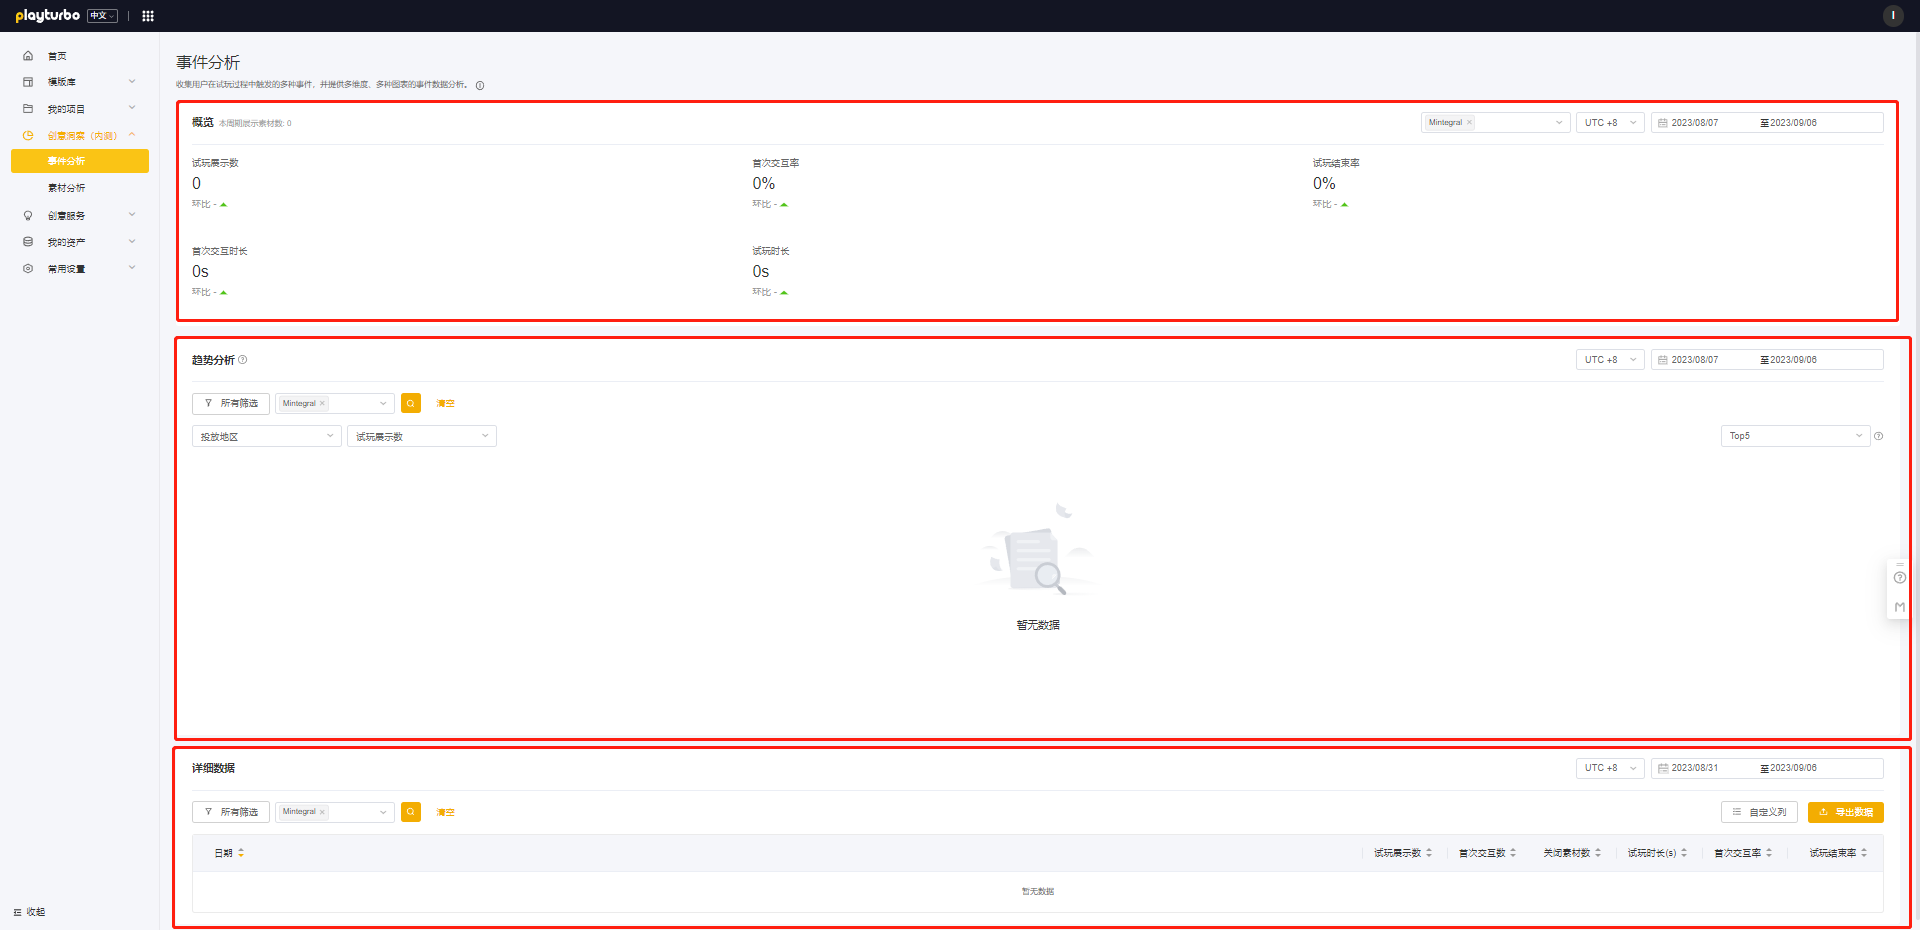 playturbo 中文
I
首页
模版库
我的项目
创意洞察（内测）
事件分析
素材分析
创意服务
我的资产
常用设置
收起
事件分析
收集用户在试玩过程中触发的多种事件，并提供多维度、多种图表的事件数据分析。
概览 本周期展示素材数: 0
Mintegral × UTC +8 2023/08/07 至2023/09/06
试玩展示数 首次交互率 试玩结束率
0 0% 0%
环比 - 环比 - 环比 -
首次交互时长 试玩时长
0s 0s
环比 - 环比 -
趋势分析
UTC +8 2023/08/07 至2023/09/06
所有筛选 Mintegral × 清空
投放地区 试玩展示数 Top5
暂无数据
详细数据
UTC +8 2023/08/31 至2023/09/06
所有筛选 Mintegral × 清空 自定义列 导出数据
日期 试玩展示数 首次交互数 关闭素材数 试玩时长(s) 首次交互率 试玩结束率
暂无数据